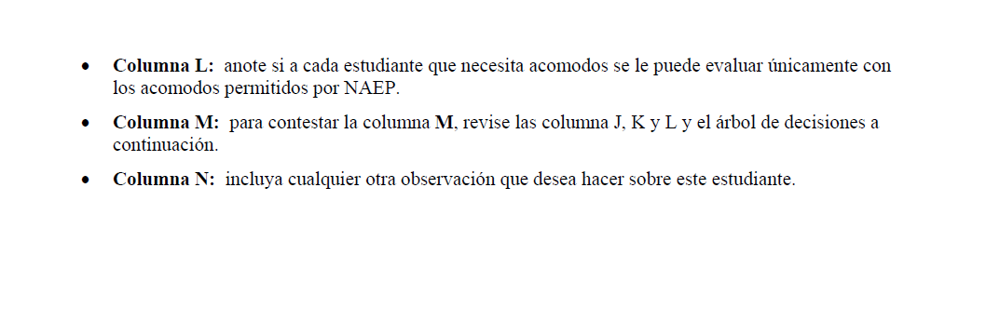 • Columna L: anote si a cada estudiante que necesita acomodos se le puede evaluar únicamente con
los acomodos permitidos por NAEP.
• Columna M: para contestar la columna M, revise las columna J, K y L y el árbol de decisiones a
continuación.
• Columna N: incluya cualquier otra observación que desea hacer sobre este estudiante.